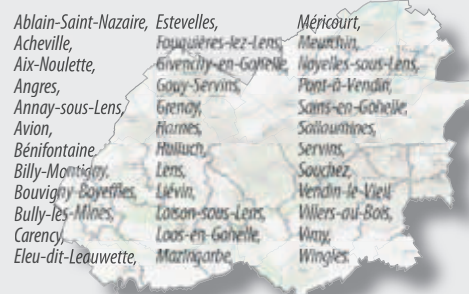 Ablain-Saint-Nazaire,
Acheville,
Aix-Noulette,
Angres,
Annay-sous-Lens,
Avion,
Bénifontaine,
Billy-Montigny,
Bouvigny-Boyeffles,
Bully-les-Mines,
Carency,
Eleu-dit-Leauwette,
Estevelles,
Fouquières-lez-Lens,
Givenchy-en-Gohelle,
Gouy-Servins,
Grenay,
Harnes,
Hulluch,
Lens,
Liévin,
Loison-sous-Lens,
Loos-en-Gohelle,
Mazingarbe,
Méricourt,
Meurchin,
Noyelles-sous-Lens,
Pont-à-Vendin,
Sains-en-Gohelle,
Sallaumines,
Servins,
Souchez,
Vendin-le-Vieil
Villers-au-Bois,
Vimy,
Wingles.